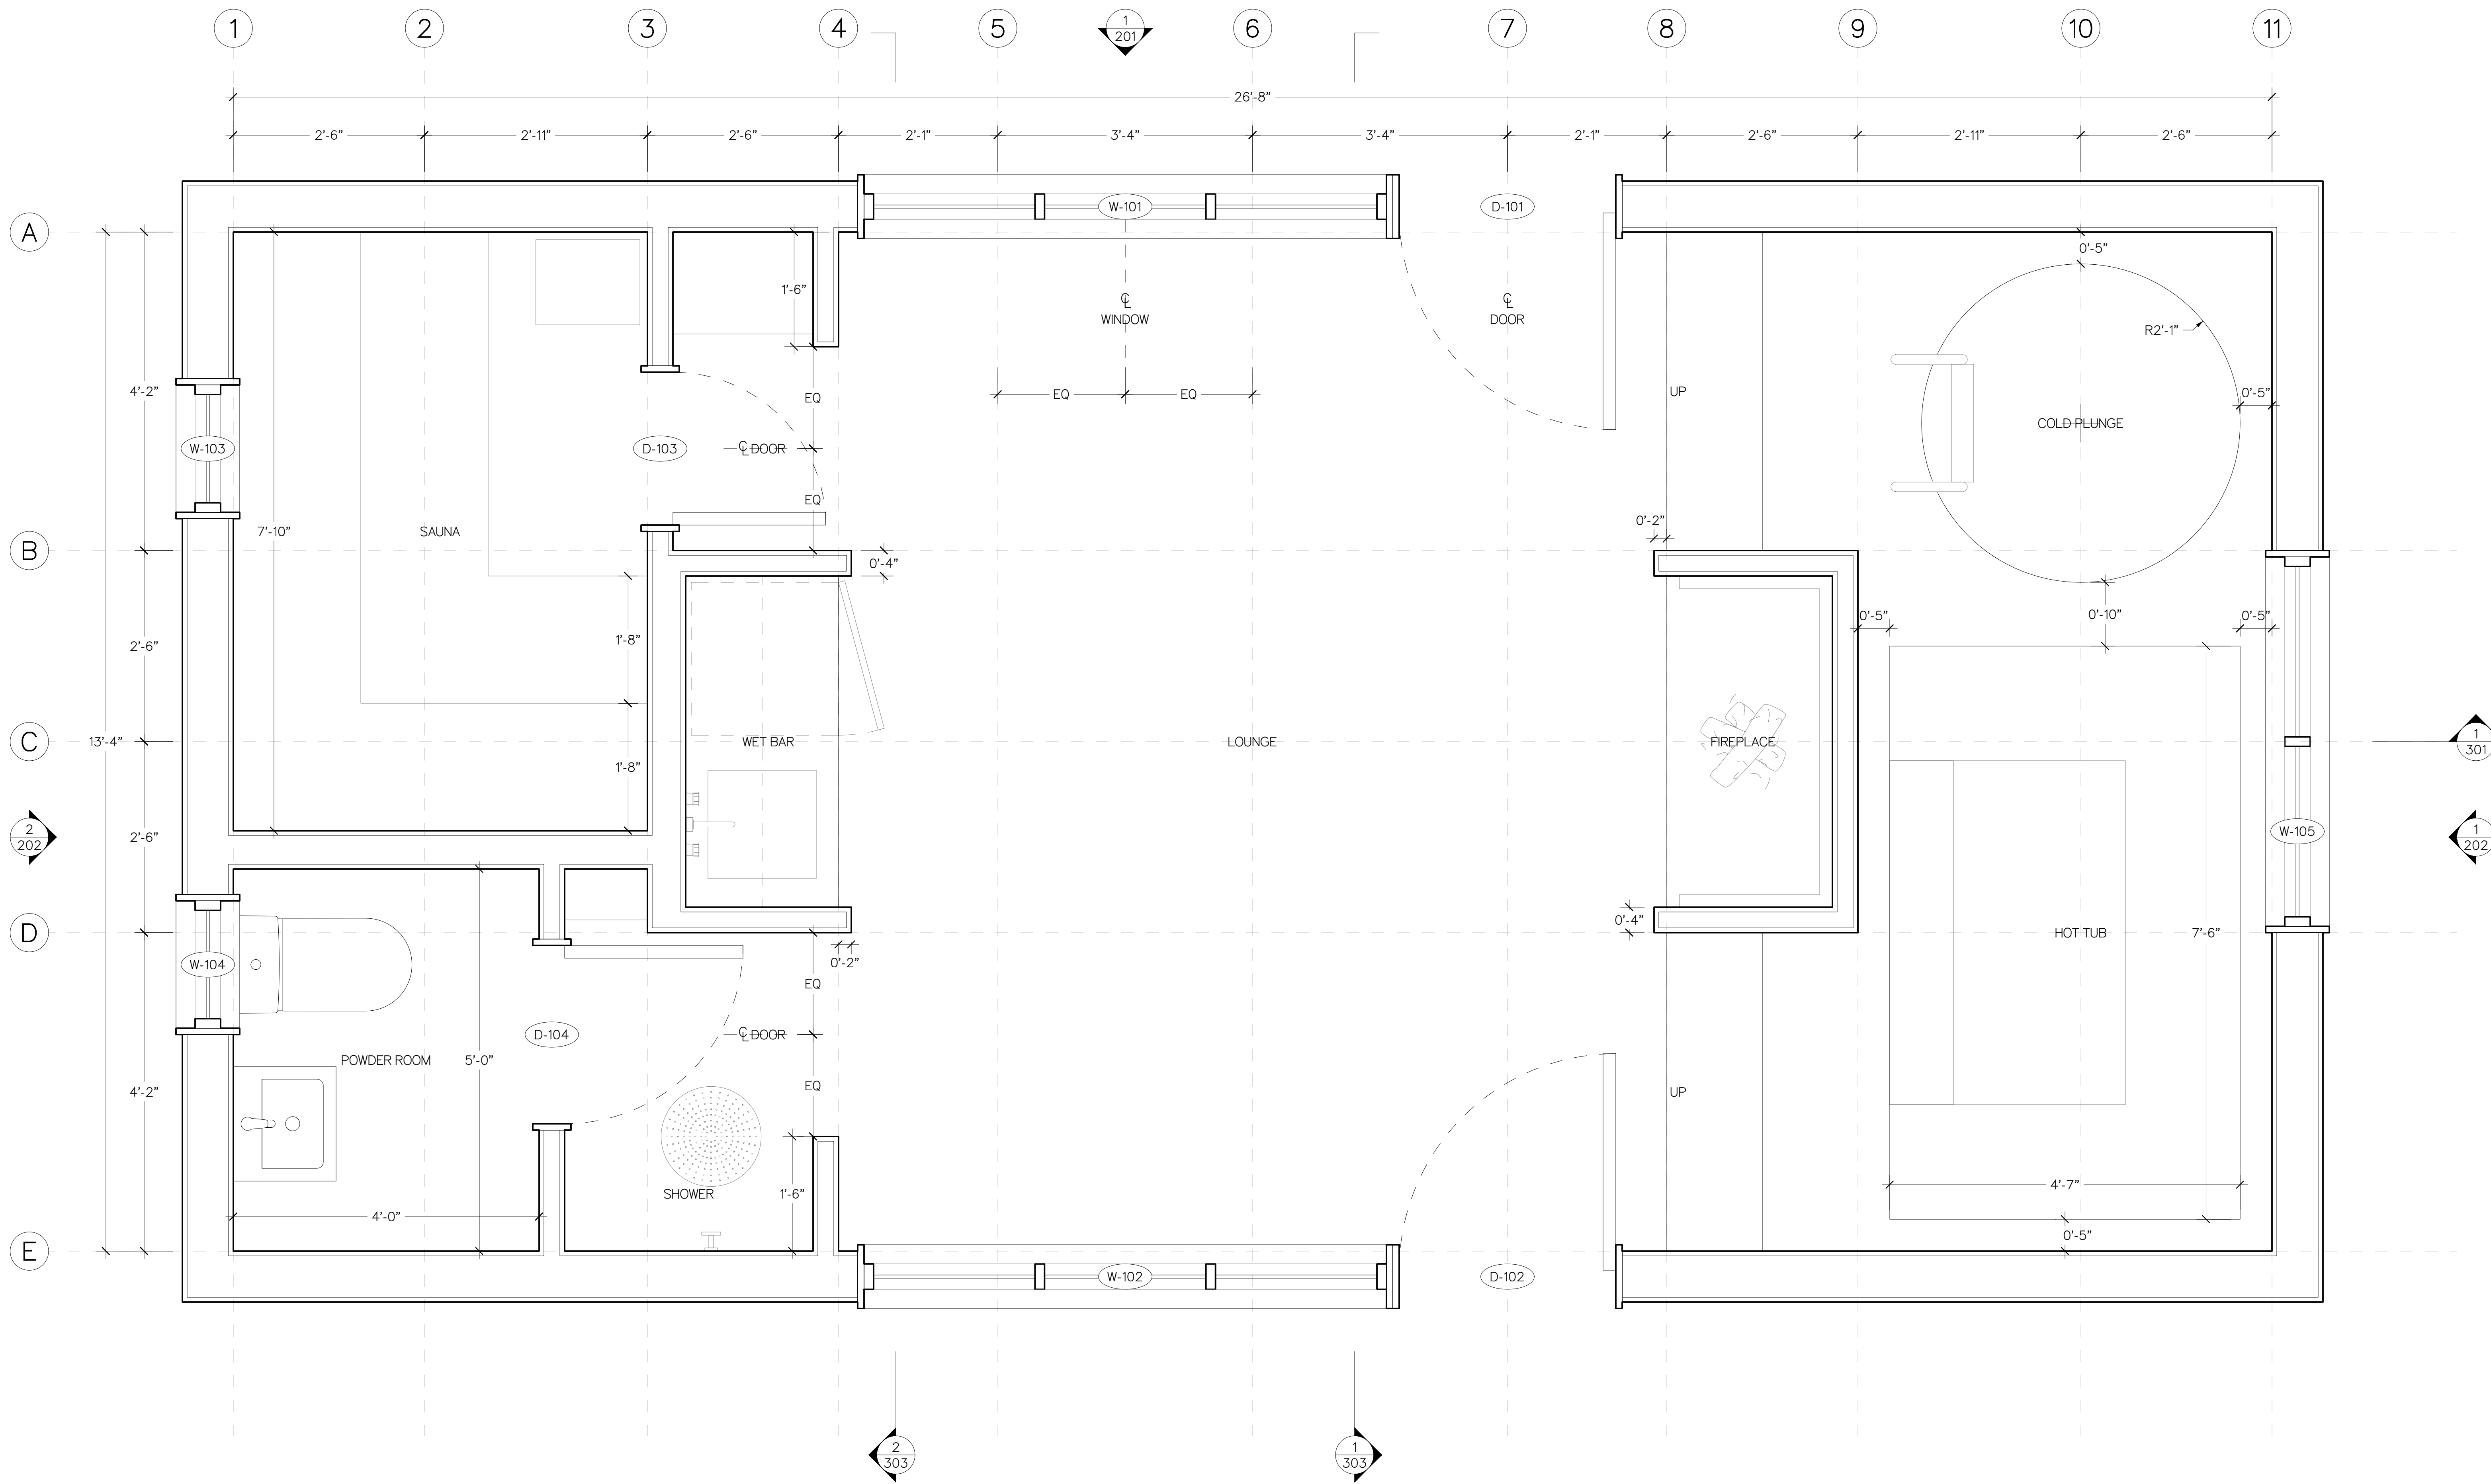 1 2 3 4 5 6 7 8 9 10 11
1
201
26'-8"
2'-6" 2'-11" 2'-6" 2'-1" 3'-4" 3'-4" 2'-1" 2'-6" 2'-11" 2'-6"
W-101 D-101
A
0'-5"
1'-6"
℄ ℄
WINDOW DOOR
R2'-1"
4'-2" EQ EQ EQ UP 0'-5"
COLD PLUNGE
W-103 D-103 ℄ DOOR
EQ
0'-2"
7'-10" SAUNA
B
0'-4"
0'-5" 0'-10" 0'-5"
2'-6" 1'-8"
C 13'-4" WET BAR LOUNGE FIREPLACE
1
301
1'-8"
2
202
2'-6" W-105
1
202
0'-4"
D HOT TUB 7'-6"
W-104 0'-2"
EQ
D-104 ℄ DOOR
POWDER ROOM 5'-0"
4'-2" EQ UP
SHOWER 1'-6" 4'-7"
4'-0"
0'-5"
E
W-102 D-102
2
303
1
303